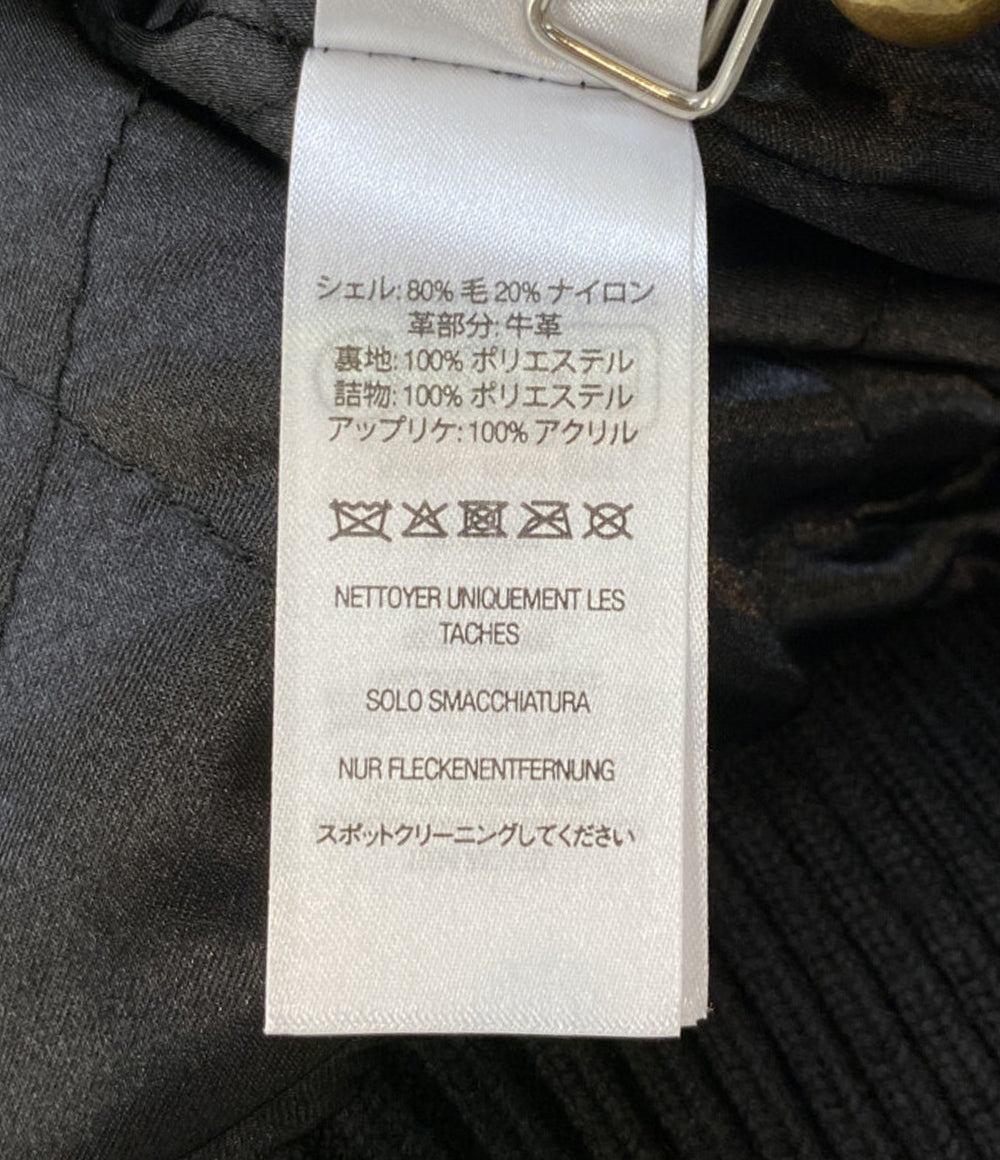 シェル: 80% 毛 20% ナイロン
革部分: 牛革
裏地: 100% ポリエステル
詰物: 100% ポリエステル
アップリケ: 100% アクリル
NETTOYER UNIQUEMENT LES
TACHES
SOLO SMACCHIATURA
NUR FLECKENENTFERNUNG
スポットクリーニングしてください